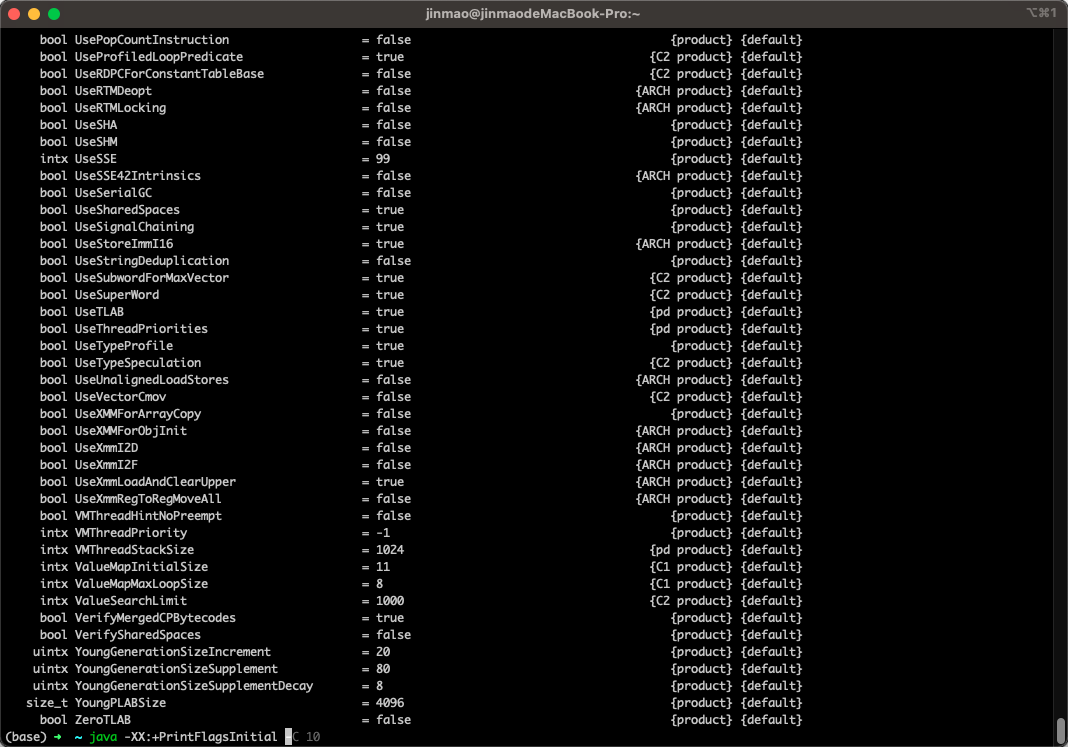 jinmao@jinmaodeMacBook-Pro:~ ⌥⌘1
bool UsePopCountInstruction = false {product} {default}
bool UseProfiledLoopPredicate = true {C2 product} {default}
bool UseRDPCForConstantTableBase = false {C2 product} {default}
bool UseRTMDeopt = false {ARCH product} {default}
bool UseRTMLocking = false {ARCH product} {default}
bool UseSHA = false {product} {default}
bool UseSHM = false {product} {default}
intx UseSSE = 99 {product} {default}
bool UseSSE42Intrinsics = false {ARCH product} {default}
bool UseSerialGC = false {product} {default}
bool UseSharedSpaces = true {product} {default}
bool UseSignalChaining = true {product} {default}
bool UseStoreImmI16 = true {ARCH product} {default}
bool UseStringDeduplication = false {product} {default}
bool UseSubwordForMaxVector = true {C2 product} {default}
bool UseSuperWord = true {C2 product} {default}
bool UseTLAB = true {pd product} {default}
bool UseThreadPriorities = true {pd product} {default}
bool UseTypeProfile = true {product} {default}
bool UseTypeSpeculation = true {C2 product} {default}
bool UseUnalignedLoadStores = false {ARCH product} {default}
bool UseVectorCmov = false {C2 product} {default}
bool UseXMMForArrayCopy = false {product} {default}
bool UseXMMForObjInit = false {ARCH product} {default}
bool UseXmmI2D = false {ARCH product} {default}
bool UseXmmI2F = false {ARCH product} {default}
bool UseXmmLoadAndClearUpper = true {ARCH product} {default}
bool UseXmmRegToRegMoveAll = false {ARCH product} {default}
bool VMThreadHintNoPreempt = false {product} {default}
intx VMThreadPriority = -1 {product} {default}
intx VMThreadStackSize = 1024 {pd product} {default}
intx ValueMapInitialSize = 11 {C1 product} {default}
intx ValueMapMaxLoopSize = 8 {C1 product} {default}
intx ValueSearchLimit = 1000 {C2 product} {default}
bool VerifyMergedCPBytecodes = true {product} {default}
bool VerifySharedSpaces = false {product} {default}
uintx YoungGenerationSizeIncrement = 20 {product} {default}
uintx YoungGenerationSizeSupplement = 80 {product} {default}
uintx YoungGenerationSizeSupplementDecay = 8 {product} {default}
size_t YoungPLABSize = 4096 {product} {default}
bool ZeroTLAB = false {product} {default}
(base) ➜ ~ java -XX:+PrintFlagsInitial -C 10